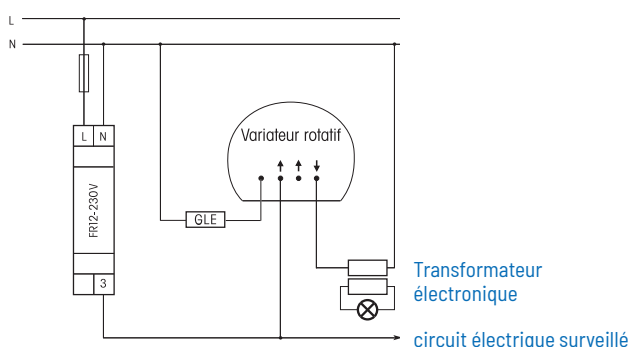 L
N
L N
Variateur rotatif
FR12-230V
GLE
3
Transformateur
électronique
circuit électrique surveillé